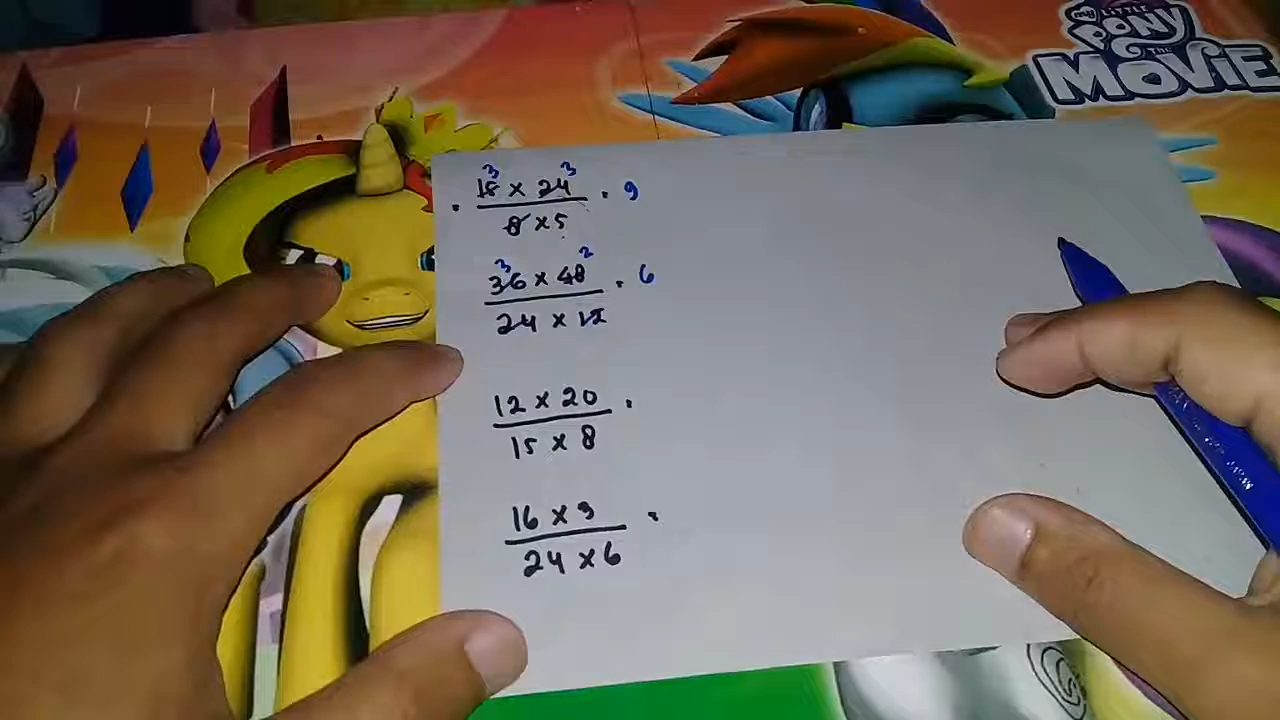 MY LITTLE
PONY
THE
MOVIE
3 3
. 18 × 24 = 9
8 × 5
3 2
36 × 48 = 6
24 × 12
12 × 20 =
15 × 8
16 × 9 =
24 × 6